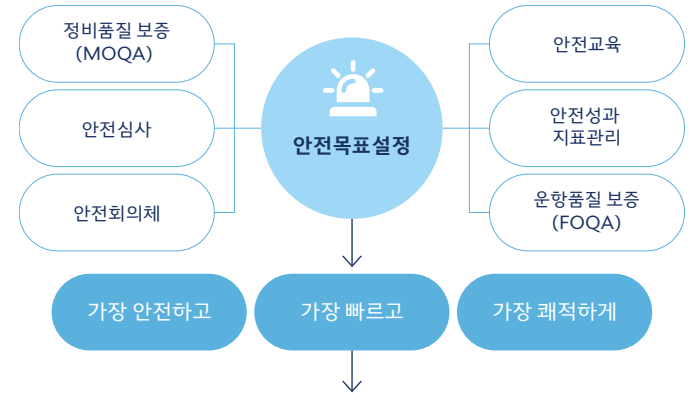 정비품질 보증
(MOQA)
안전심사
안전회의체
안전목표설정
안전교육
안전성과
지표관리
운항품질 보증
(FOQA)
가장 안전하고
가장 빠르고
가장 쾌적하게